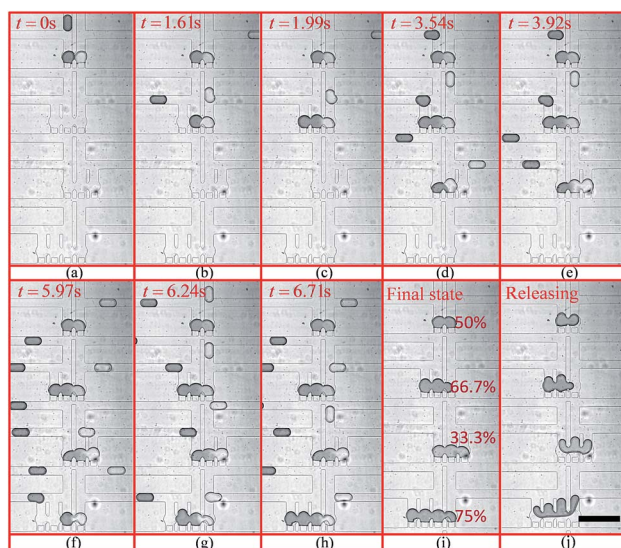 t = 0s t = 1.61s t = 1.99s t = 3.54s t = 3.92s
(a) (b) (c) (d) (e)
t = 5.97s t = 6.24s t = 6.71s Final state Releasing
50%
66.7%
33.3%
75%
(f) (g) (h) (i) (j)